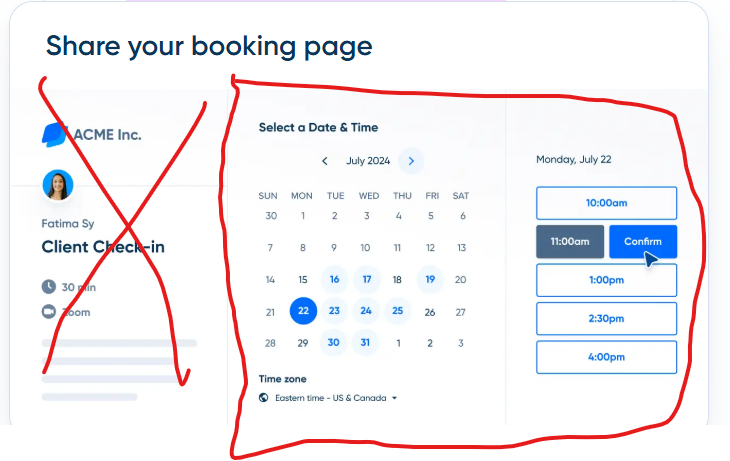 Share your booking page
ACME Inc.
Fatima Sy
Client Check-in
30 min
Zoom
Select a Date & Time
< July 2024 >
SUN MON TUE WED THU FRI SAT
30 1 2 3 4 5 6
7 8 9 10 11 12 13
14 15 16 17 18 19 20
21 22 23 24 25 26 27
28 29 30 31 1 2 3
Time zone
Eastern time - US & Canada
Monday, July 22
10:00am
11:00am Confirm
1:00pm
2:30pm
4:00pm